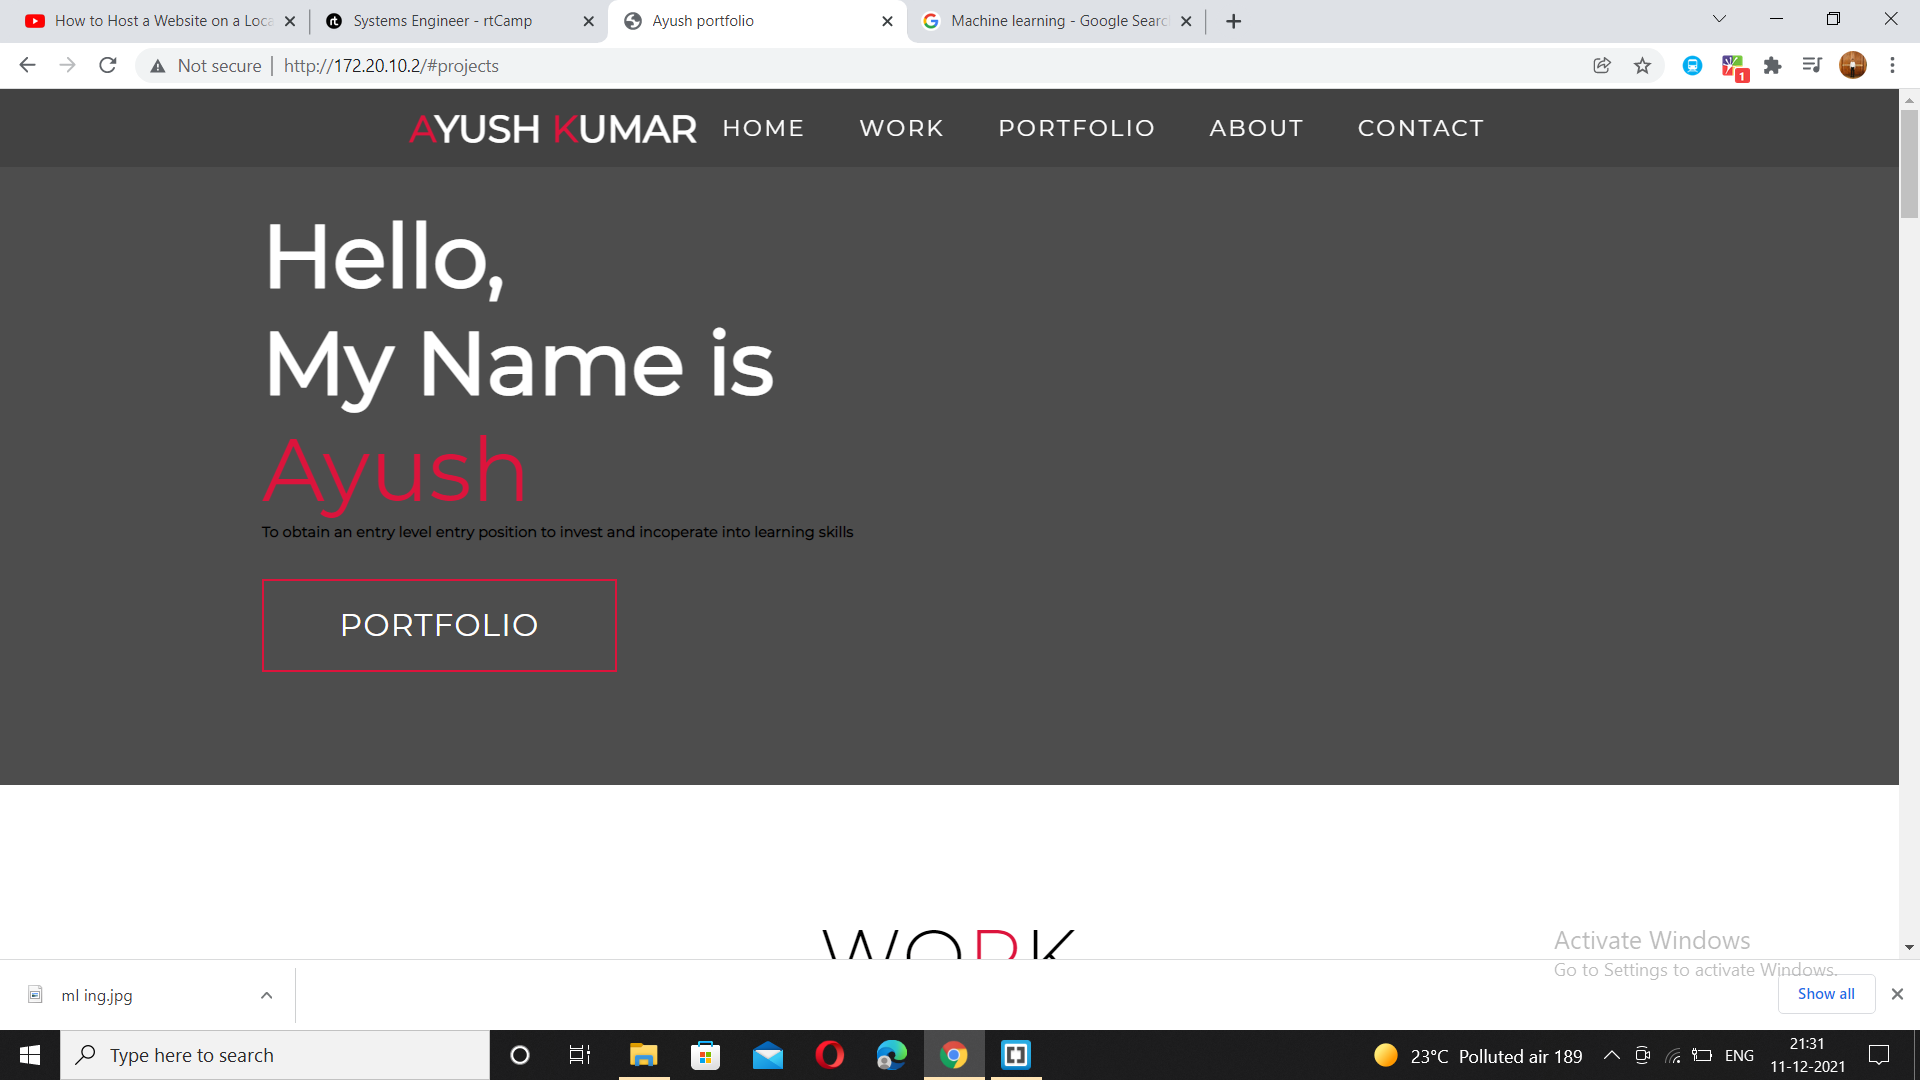 How to Host a Website on a Loca
Systems Engineer - rtCamp
Ayush portfolio
Machine learning - Google Searc
Not secure
http://172.20.10.2/#projects
1
AYUSH KUMAR
HOME
WORK
PORTFOLIO
ABOUT
CONTACT
Hello,
My Name is
Ayush
To obtain an entry level entry position to invest and incoperate into learning skills
PORTFOLIO
WORK
Activate Windows
Go to Settings to activate Windows.
ml ing.jpg
Show all
Type here to search
23°C Polluted air 189
ENG
21:31
11-12-2021